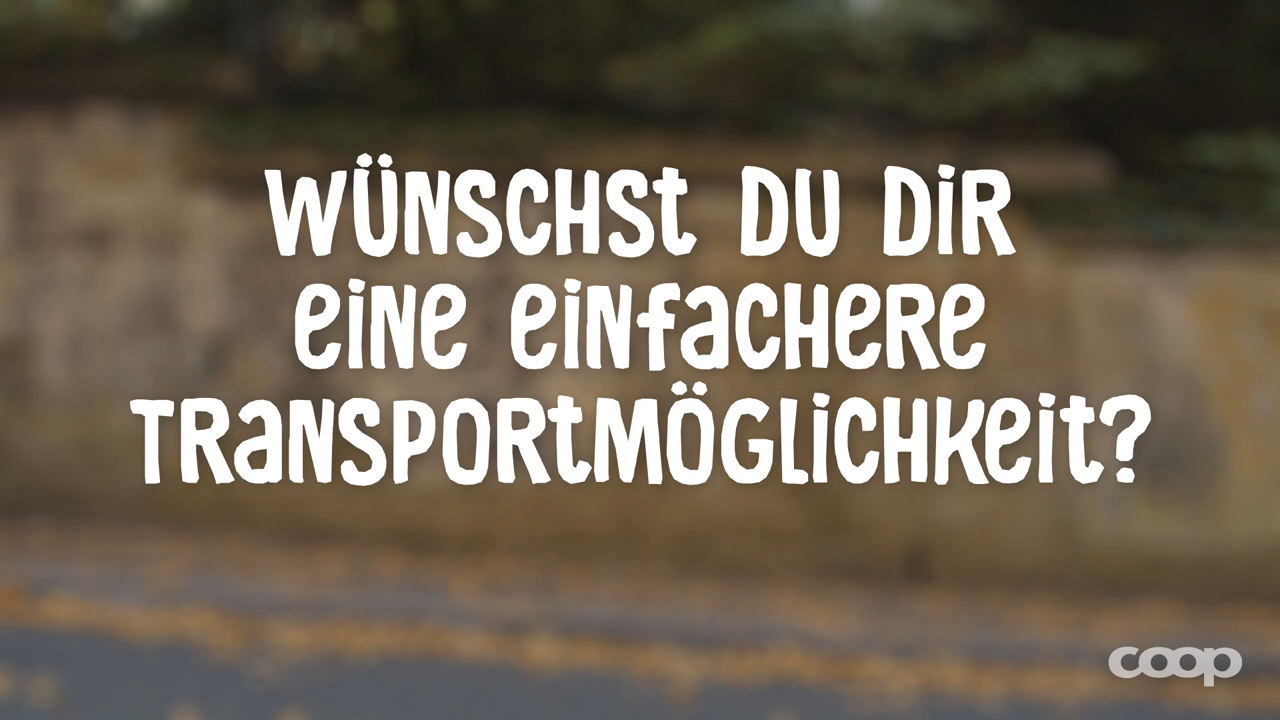 WÜNSCHST DU DIR
EINE EINFACHERE
TRANSPORTMÖGLICHKEIT?
coop